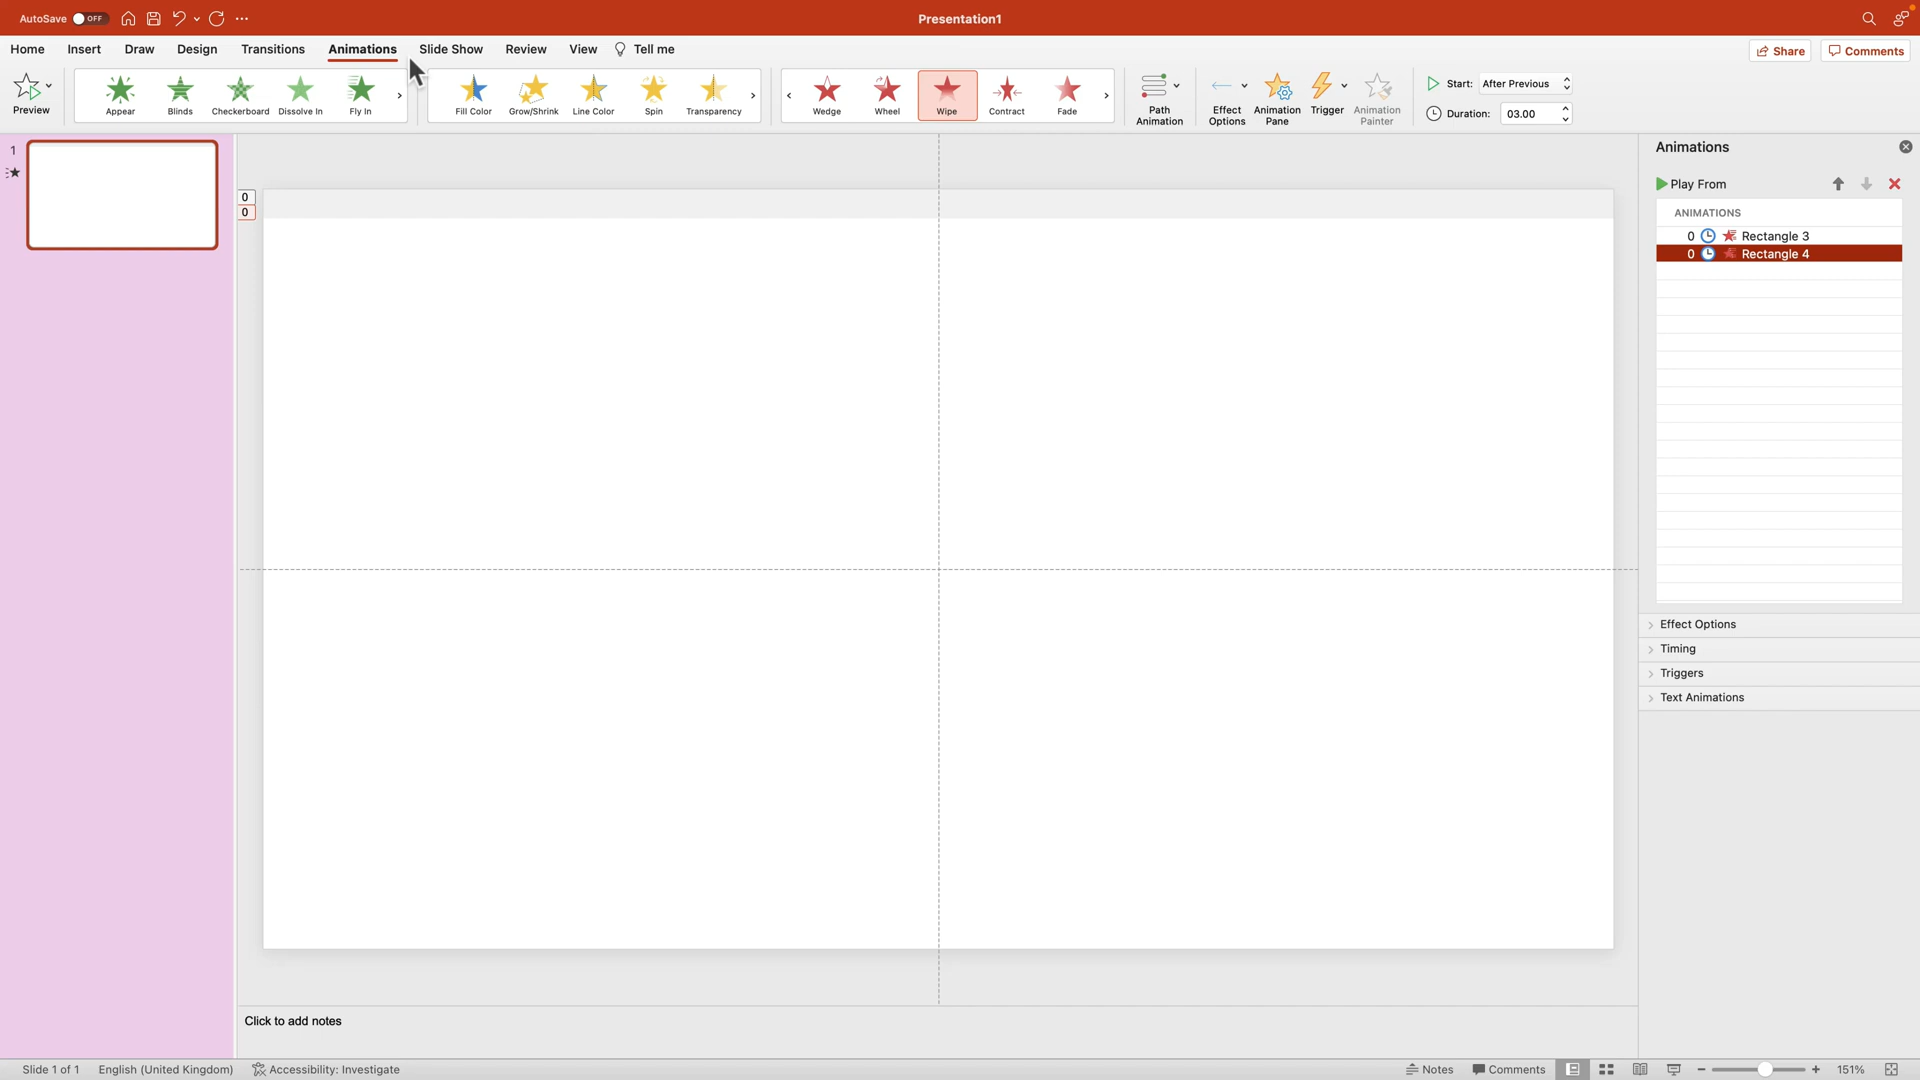 AutoSave OFF
Presentation1
Home Insert Draw Design Transitions Animations Slide Show Review View Tell me
Share Comments
Preview
Appear Blinds Checkerboard Dissolve In Fly In
Fill Color Grow/Shrink Line Color Spin Transparency
Wedge Wheel Wipe Contract Fade
Path Animation
Effect Options
Animation Pane
Trigger
Animation Painter
Start: After Previous
Duration: 03.00
1
0
0
Animations
Play From
ANIMATIONS
0 Rectangle 3
0 Rectangle 4
Effect Options
Timing
Triggers
Text Animations
Click to add notes
Slide 1 of 1 English (United Kingdom) Accessibility: Investigate
Notes Comments 151%